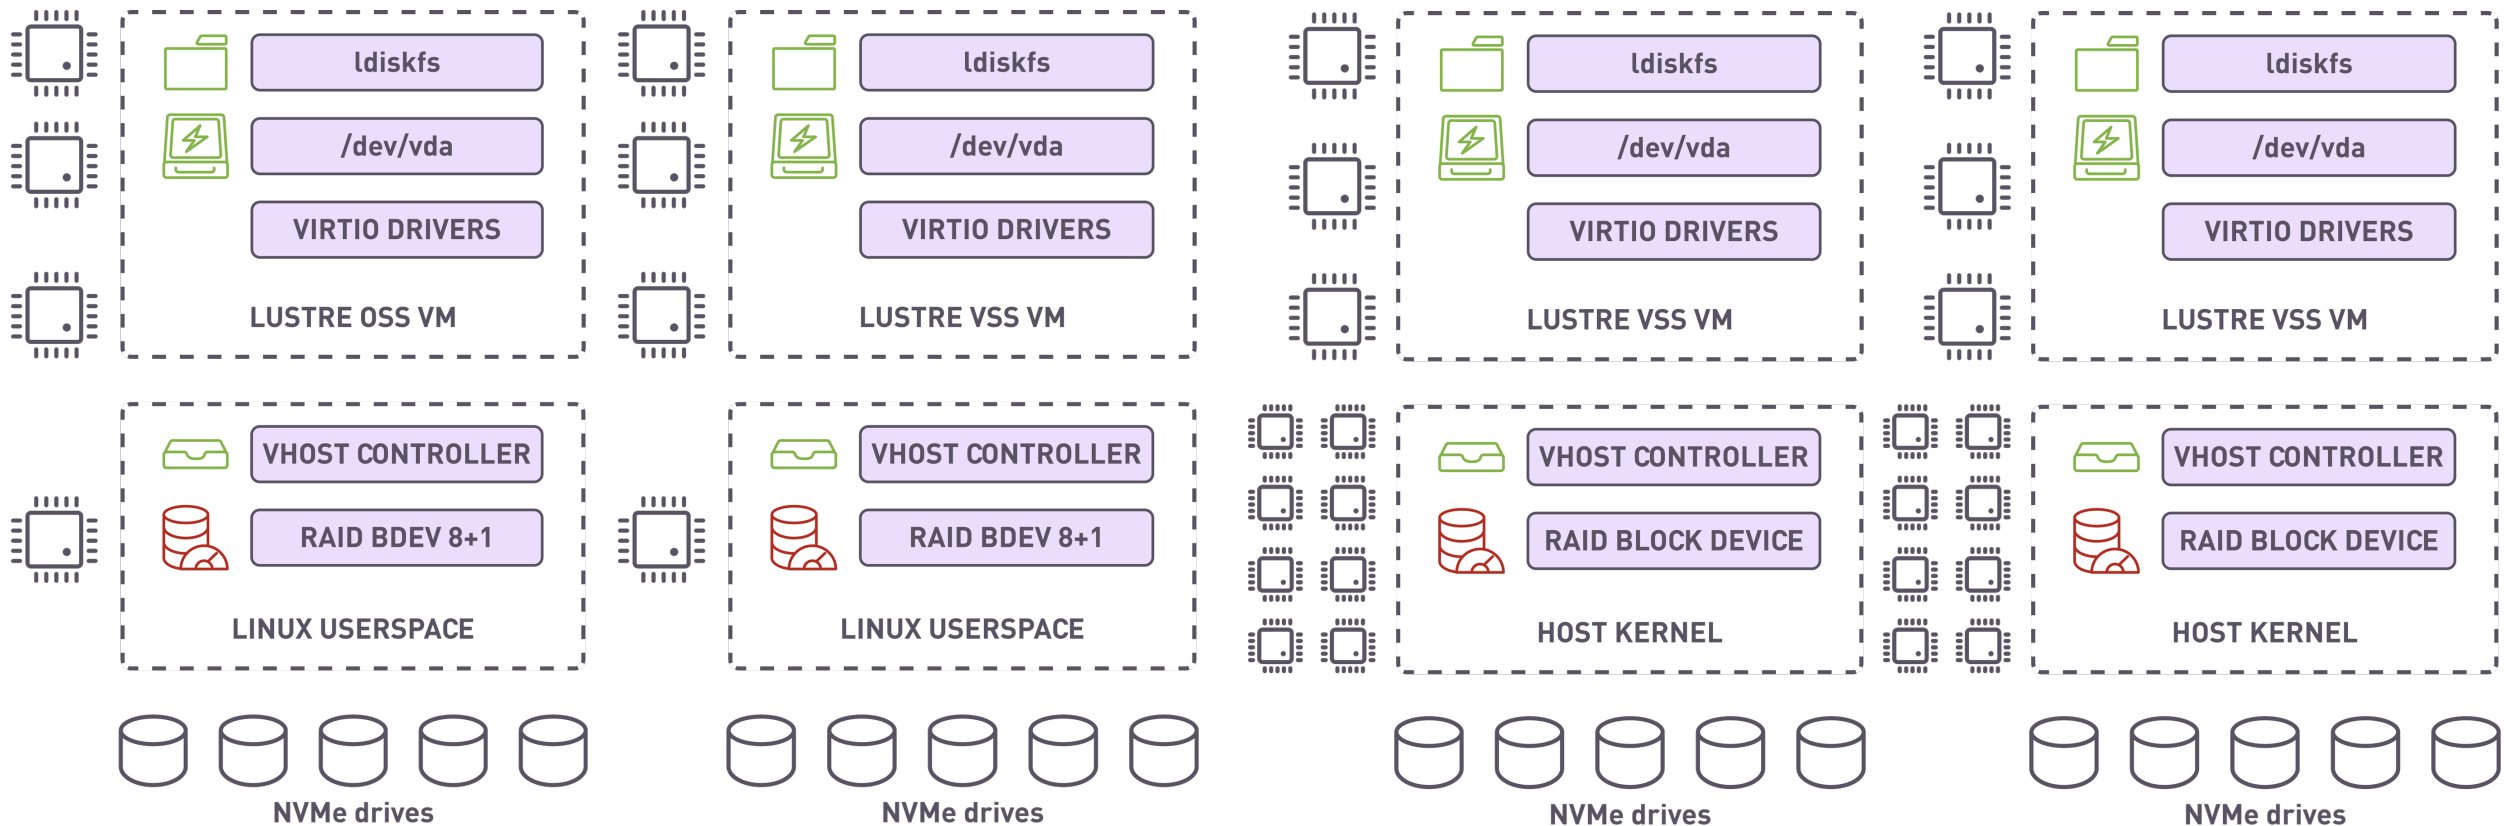 ldiskfs
/dev/vda
VIRTIO DRIVERS
LUSTRE OSS VM
VHOST CONTROLLER
RAID BDEV 8+1
LINUX USERSPACE
NVMe drives
ldiskfs
/dev/vda
VIRTIO DRIVERS
LUSTRE VSS VM
VHOST CONTROLLER
RAID BDEV 8+1
LINUX USERSPACE
NVMe drives
ldiskfs
/dev/vda
VIRTIO DRIVERS
LUSTRE VSS VM
VHOST CONTROLLER
RAID BLOCK DEVICE
HOST KERNEL
NVMe drives
ldiskfs
/dev/vda
VIRTIO DRIVERS
LUSTRE VSS VM
VHOST CONTROLLER
RAID BLOCK DEVICE
HOST KERNEL
NVMe drives